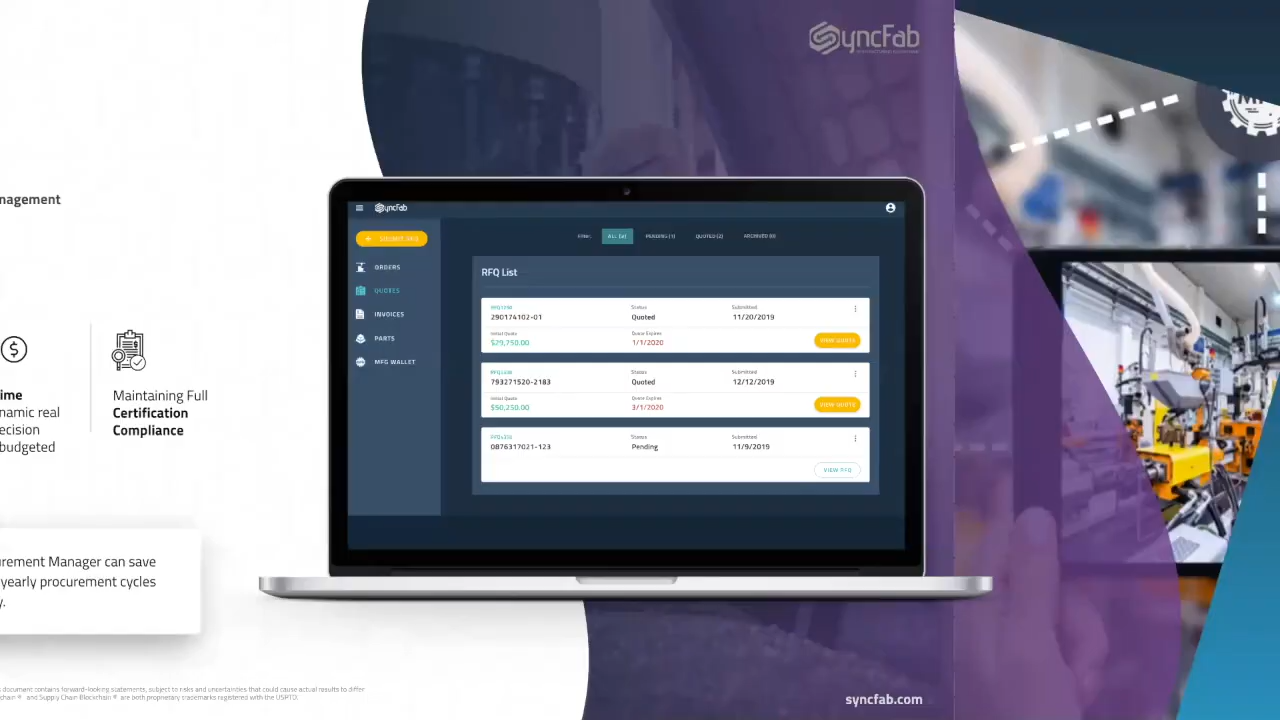 SyncFab
nagement
SyncFab
SUBMIT RFQ
ORDERS
QUOTES
INVOICES
PARTS
MFG WALLET
ALL (3)
PENDING (1)
QUOTED (2)
ARCHIVED (0)
RFQ List
Status
Submitted
290174102-01
Quoted
11/20/2019
Initial Quote
Quote Expires
$29,750.00
1/1/2020
VIEW QUOTE
Status
Submitted
793271520-2183
Quoted
12/12/2019
Initial Quote
Quote Expires
$50,250.00
3/1/2020
VIEW QUOTE
Status
Submitted
0876317021-123
Pending
11/9/2019
VIEW RFQ
ime
namic real
ecision
budgeted
Maintaining Full
Certification
Compliance
urement Manager can save
yearly procurement cycles
y.
document contains forward-looking statements, subject to risks and uncertainties that could cause actual results to differ
chain ® and Supply Chain Blockchain ® are both proprietary trademarks registered with the USPTO.
syncfab.com